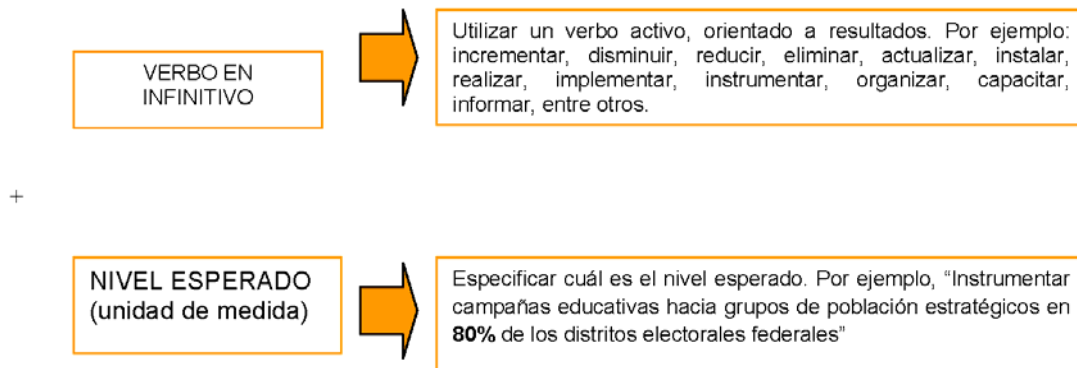 VERBO EN
INFINITIVO
Utilizar un verbo activo, orientado a resultados. Por ejemplo:
incrementar, disminuir, reducir, eliminar, actualizar, instalar,
realizar, implementar, instrumentar, organizar, capacitar,
informar, entre otros.
+
NIVEL ESPERADO
(unidad de medida)
Especificar cuál es el nivel esperado. Por ejemplo, “Instrumentar
campañas educativas hacia grupos de población estratégicos en
80% de los distritos electorales federales”